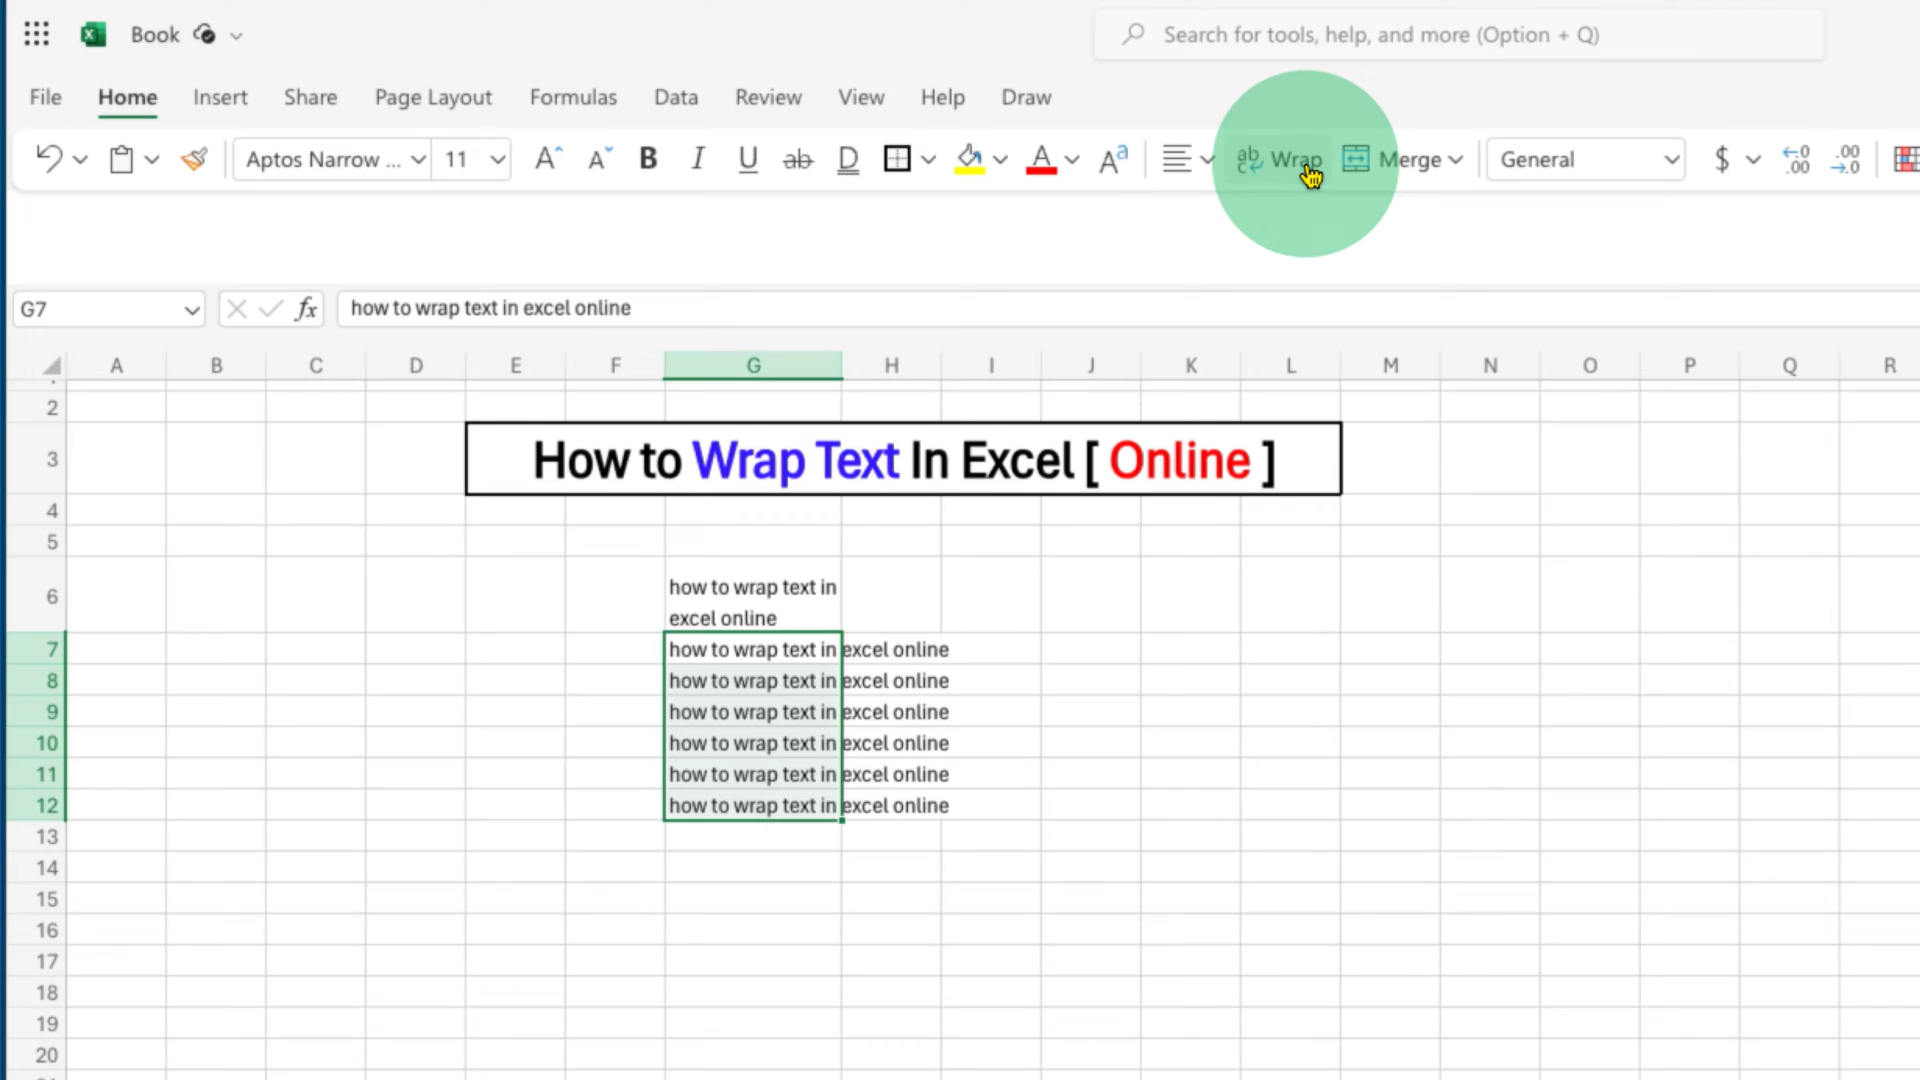 Book
Search for tools, help, and more (Option + Q)
File Home Insert Share Page Layout Formulas Data Review View Help Draw
Aptos Narrow ... 11 A A B I U ab D A Aa ab c Wrap Merge General $ .0 .00 .00 .0
G7 fx how to wrap text in excel online
A B C D E F G H I J K L M N O P Q R
2
3 How to Wrap Text In Excel [ Online ]
4
5
6 how to wrap text in
excel online
7 how to wrap text in excel online
8 how to wrap text in excel online
9 how to wrap text in excel online
10 how to wrap text in excel online
11 how to wrap text in excel online
12 how to wrap text in excel online
13
14
15
16
17
18
19
20